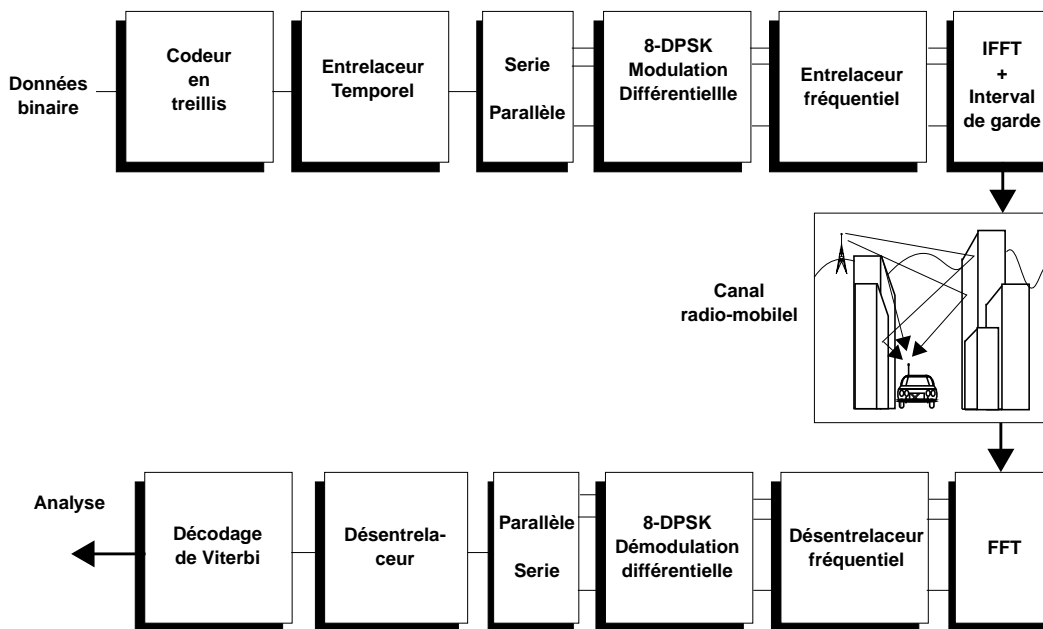 Données
binaire
Codeur
en
treillis
Entrelaceur
Temporel
Serie
Parallèle
8-DPSK
Modulation
Différentiellle
Entrelaceur
fréquentiel
IFFT
+
Interval
de garde
Canal
radio-mobilel
Analyse
Décodage
de Viterbi
Désentrela-
ceur
Parallèle
Serie
8-DPSK
Démodulation
différentielle
Désentrelaceur
fréquentiel
FFT